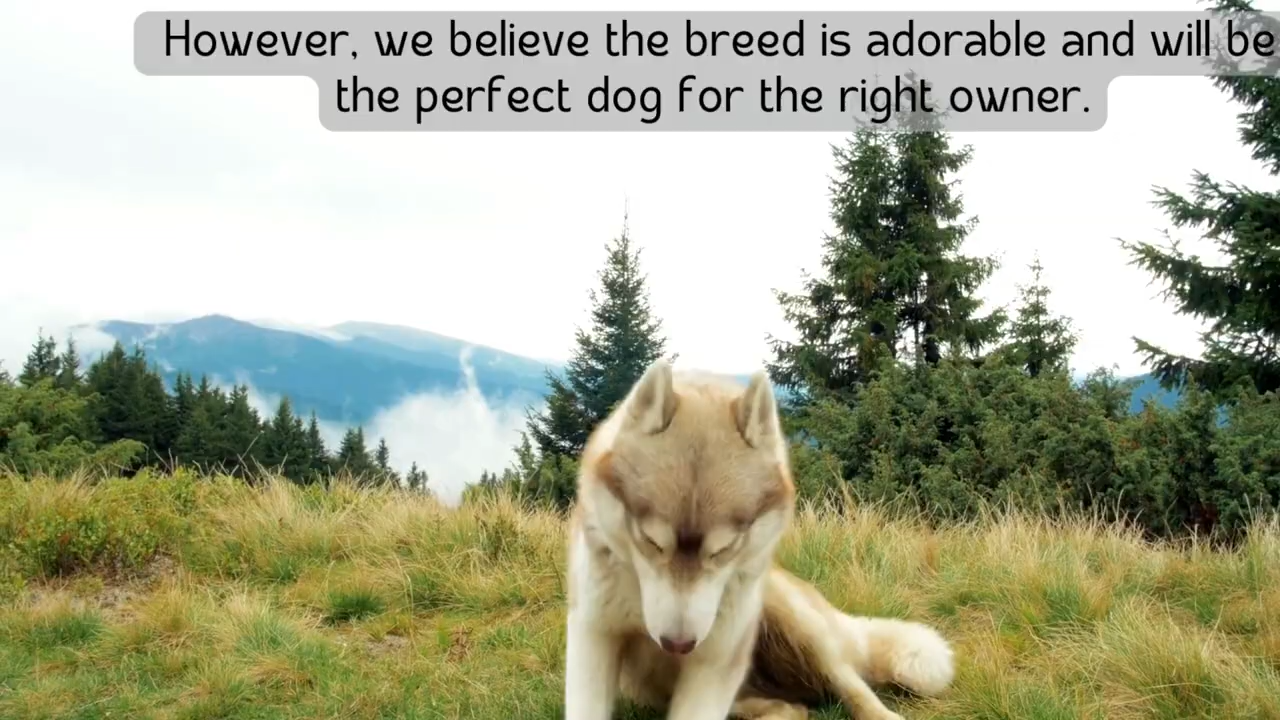 However, we believe the breed is adorable and will be
the perfect dog for the right owner.